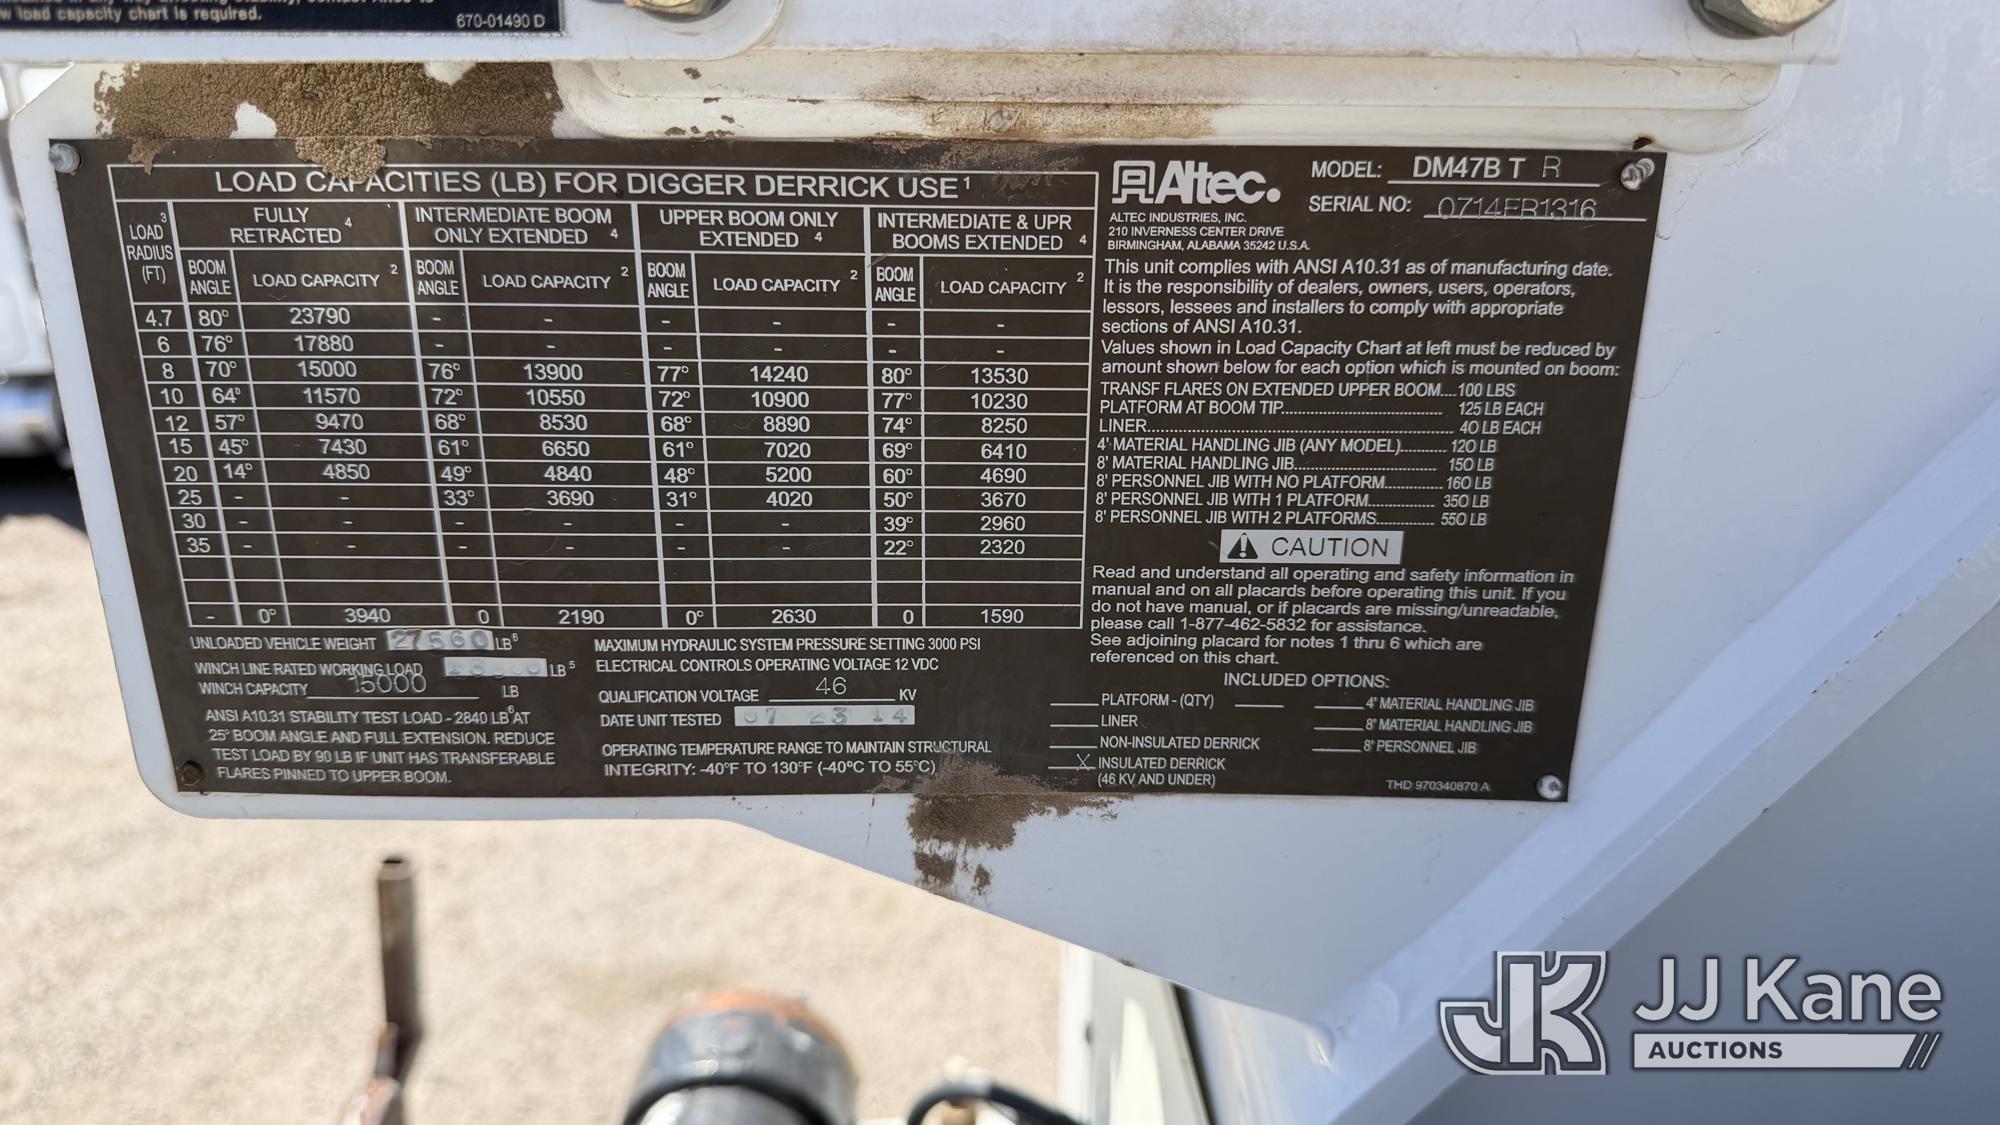 w load capacity chart is required.
670-01490 D
LOAD CAPACITIES (LB) FOR DIGGER DERRICK USE 1
LOAD 3 RADIUS (FT)
FULLY RETRACTED 4
INTERMEDIATE BOOM ONLY EXTENDED 4
UPPER BOOM ONLY EXTENDED 4
INTERMEDIATE & UPR BOOMS EXTENDED 4
BOOM ANGLE LOAD CAPACITY 2 BOOM ANGLE LOAD CAPACITY 2 BOOM ANGLE LOAD CAPACITY 2 BOOM ANGLE LOAD CAPACITY 2
4.7 80° 23790 - - - - - -
6 76° 17880 - - - - - -
8 70° 15000 76° 13900 77° 14240 80° 13530
10 64° 11570 72° 10550 72° 10900 77° 10230
12 57° 9470 68° 8530 68° 8890 74° 8250
15 45° 7430 61° 6650 61° 7020 69° 6410
20 14° 4850 49° 4840 48° 5200 60° 4690
25 - - 33° 3690 31° 4020 50° 3670
30 - - - - - - 39° 2960
35 - - - - - - 22° 2320
- 0° 3940 0 2190 0° 2630 0 1590
UNLOADED VEHICLE WEIGHT 27560 LB 6
WINCH LINE RATED WORKING LOAD LB 5
WINCH CAPACITY 15000 LB
ANSI A10.31 STABILITY TEST LOAD - 2840 LB 6 AT
25° BOOM ANGLE AND FULL EXTENSION. REDUCE
TEST LOAD BY 90 LB IF UNIT HAS TRANSFERABLE
FLARES PINNED TO UPPER BOOM.
MAXIMUM HYDRAULIC SYSTEM PRESSURE SETTING 3000 PSI
ELECTRICAL CONTROLS OPERATING VOLTAGE 12 VDC
QUALIFICATION VOLTAGE 46 KV
DATE UNIT TESTED 07 23 14
OPERATING TEMPERATURE RANGE TO MAINTAIN STRUCTURAL
INTEGRITY: -40°F TO 130°F (-40°C TO 55°C)
Altec.
ALTEC INDUSTRIES, INC.
210 INVERNESS CENTER DRIVE
BIRMINGHAM, ALABAMA 35242 U.S.A.
MODEL: DM47B T R
SERIAL NO: 0714FR1316
This unit complies with ANSI A10.31 as of manufacturing date.
It is the responsibility of dealers, owners, users, operators,
lessors, lessees and installers to comply with appropriate
sections of ANSI A10.31.
Values shown in Load Capacity Chart at left must be reduced by
amount shown below for each option which is mounted on boom:
TRANSF FLARES ON EXTENDED UPPER BOOM....100 LBS
PLATFORM AT BOOM TIP.......... 125 LB EACH
LINER.......... 40 LB EACH
4' MATERIAL HANDLING JIB (ANY MODEL).......... 120 LB
8' MATERIAL HANDLING JIB.......... 150 LB
8' PERSONNEL JIB WITH NO PLATFORM.......... 160 LB
8' PERSONNEL JIB WITH 1 PLATFORM.......... 350 LB
8' PERSONNEL JIB WITH 2 PLATFORMS.......... 550 LB
CAUTION
Read and understand all operating and safety information in
manual and on all placards before operating this unit. If you
do not have manual, or if placards are missing/unreadable,
please call 1-877-462-5832 for assistance.
See adjoining placard for notes 1 thru 6 which are
referenced on this chart.
INCLUDED OPTIONS:
PLATFORM - (QTY)
LINER
NON-INSULATED DERRICK
X INSULATED DERRICK
(46 KV AND UNDER)
4' MATERIAL HANDLING JIB
8' MATERIAL HANDLING JIB
8' PERSONNEL JIB
THD 970340870 A
JK JJ Kane
AUCTIONS